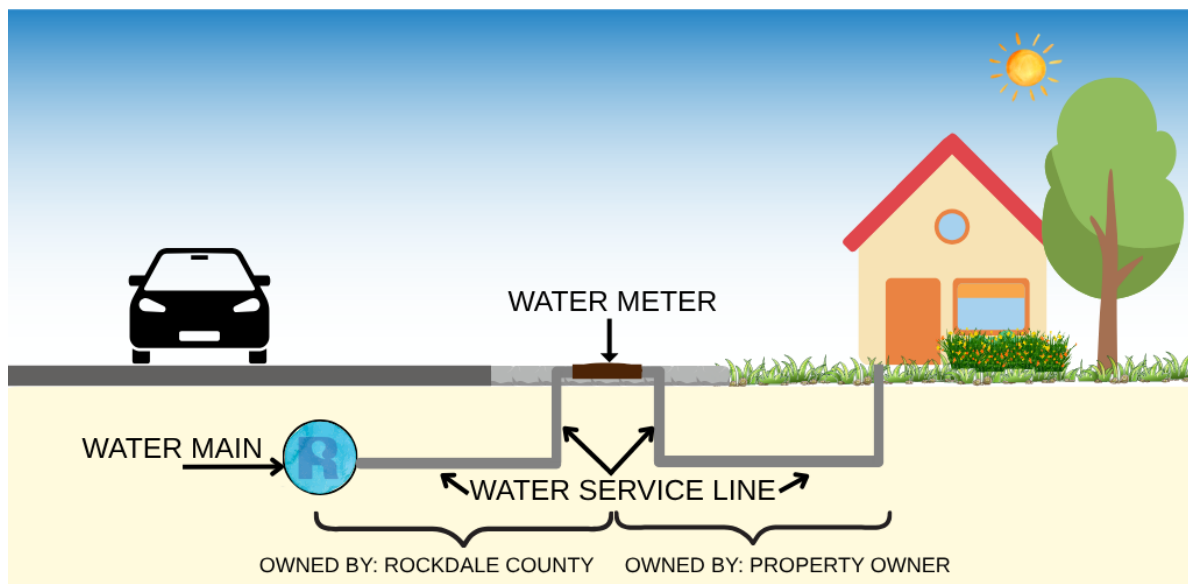 WATER METER
WATER MAIN
R
WATER SERVICE LINE
OWNED BY: ROCKDALE COUNTY
OWNED BY: PROPERTY OWNER